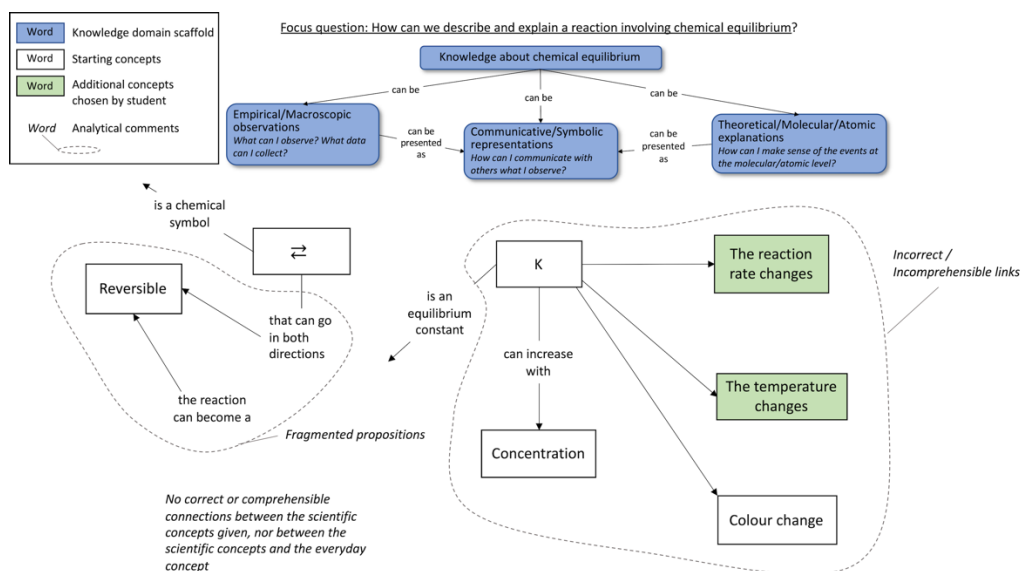 Focus question: How can we describe and explain a reaction involving chemical equilibrium?
Word
Knowledge domain scaffold
Word
Starting concepts
Word
Additional concepts
chosen by student
Word
Analytical comments
Knowledge about chemical equilibrium
can be
can be
can be
Empirical/Macroscopic
observations
What can I observe? What data
can I collect?
can be
presented
as
Communicative/Symbolic
representations
How can I communicate with
others what I observe?
can be
presented
as
Theoretical/Molecular/Atomic
explanations
How can I make sense of the events at
the molecular/atomic level?
is a chemical
symbol
⇄
Reversible
that can go
in both
directions
the reaction
can become a
Fragmented propositions
is an
equilibrium
constant
K
can increase
with
Concentration
The reaction
rate changes
The temperature
changes
Colour change
Incorrect /
Incomprehensible links
No correct or comprehensible
connections between the scientific
concepts given, nor between the
scientific concepts and the everyday
concept